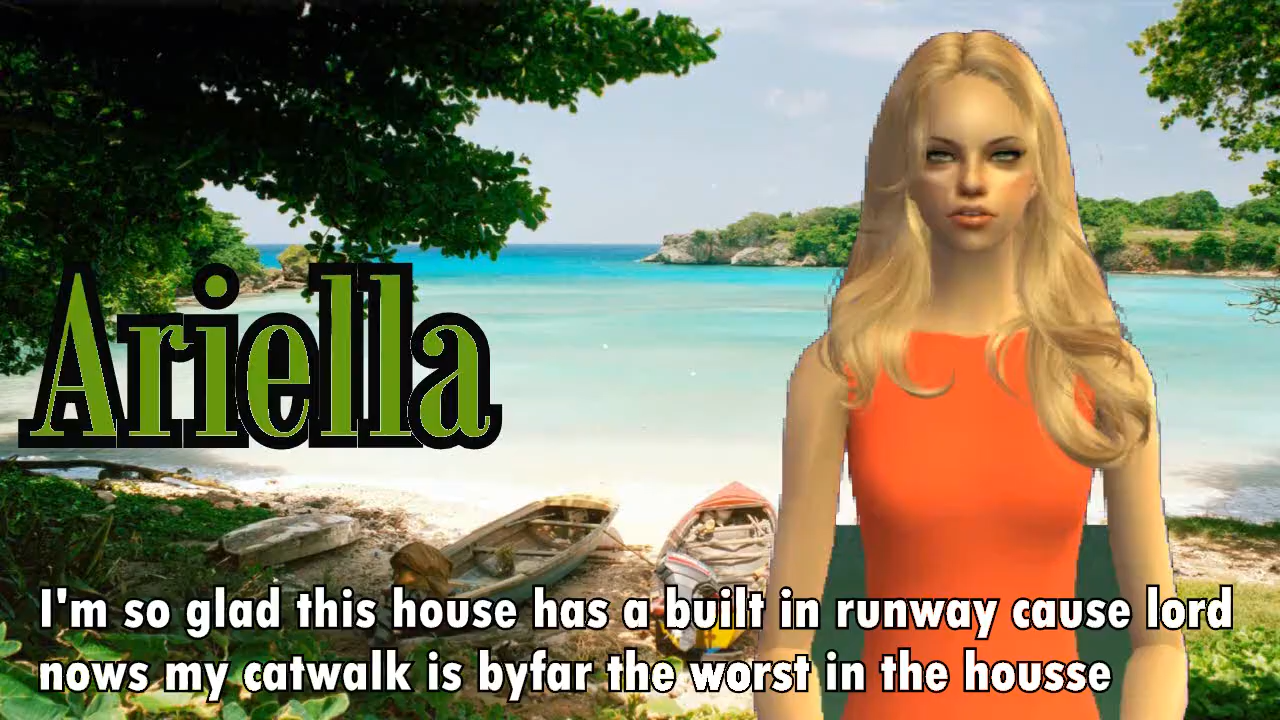 Ariella
I'm so glad this house has a built in runway cause lord
nows my catwalk is byfar the worst in the housse